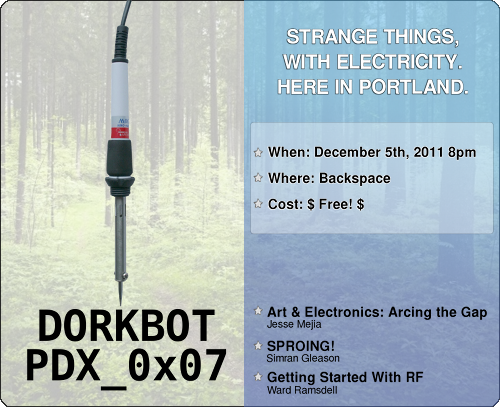 DORKBOT
PDX_0x07
STRANGE THINGS,
WITH ELECTRICITY.
HERE IN PORTLAND.
When: December 5th, 2011 8pm
Where: Backspace
Cost: $ Free! $
Art & Electronics: Arcing the Gap
Jesse Mejia
SPROING!
Simran Gleason
Getting Started With RF
Ward Ramsdell